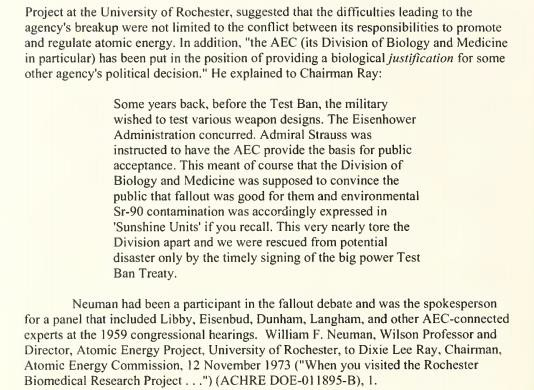 Project at the University of Rochester, suggested that the difficulties leading to the
agency's breakup were not limited to the conflict between its responsibilities to promote
and regulate atomic energy. In addition, "the AEC (its Division of Biology and Medicine
in particular) has been put in the position of providing a biological justification for some
other agency's political decision." He explained to Chairman Ray:
Some years back, before the Test Ban, the military
wished to test various weapon designs. The Eisenhower
Administration concurred. Admiral Strauss was
instructed to have the AEC provide the basis for public
acceptance. This meant of course that the Division of
Biology and Medicine was supposed to convince the
public that fallout was good for them and environmental
Sr-90 contamination was accordingly expressed in
'Sunshine Units' if you recall. This very nearly tore the
Division apart and we were rescued from potential
disaster only by the timely signing of the big power Test
Ban Treaty.
Neuman had been a participant in the fallout debate and was the spokesperson
for a panel that included Libby, Eisenbud, Dunham, Langham, and other AEC-connected
experts at the 1959 congressional hearings. William F. Neuman, Wilson Professor and
Director, Atomic Energy Project, University of Rochester, to Dixie Lee Ray, Chairman,
Atomic Energy Commission, 12 November 1973 ("When you visited the Rochester
Biomedical Research Project . . .") (ACHRE DOE-011895-B), 1.